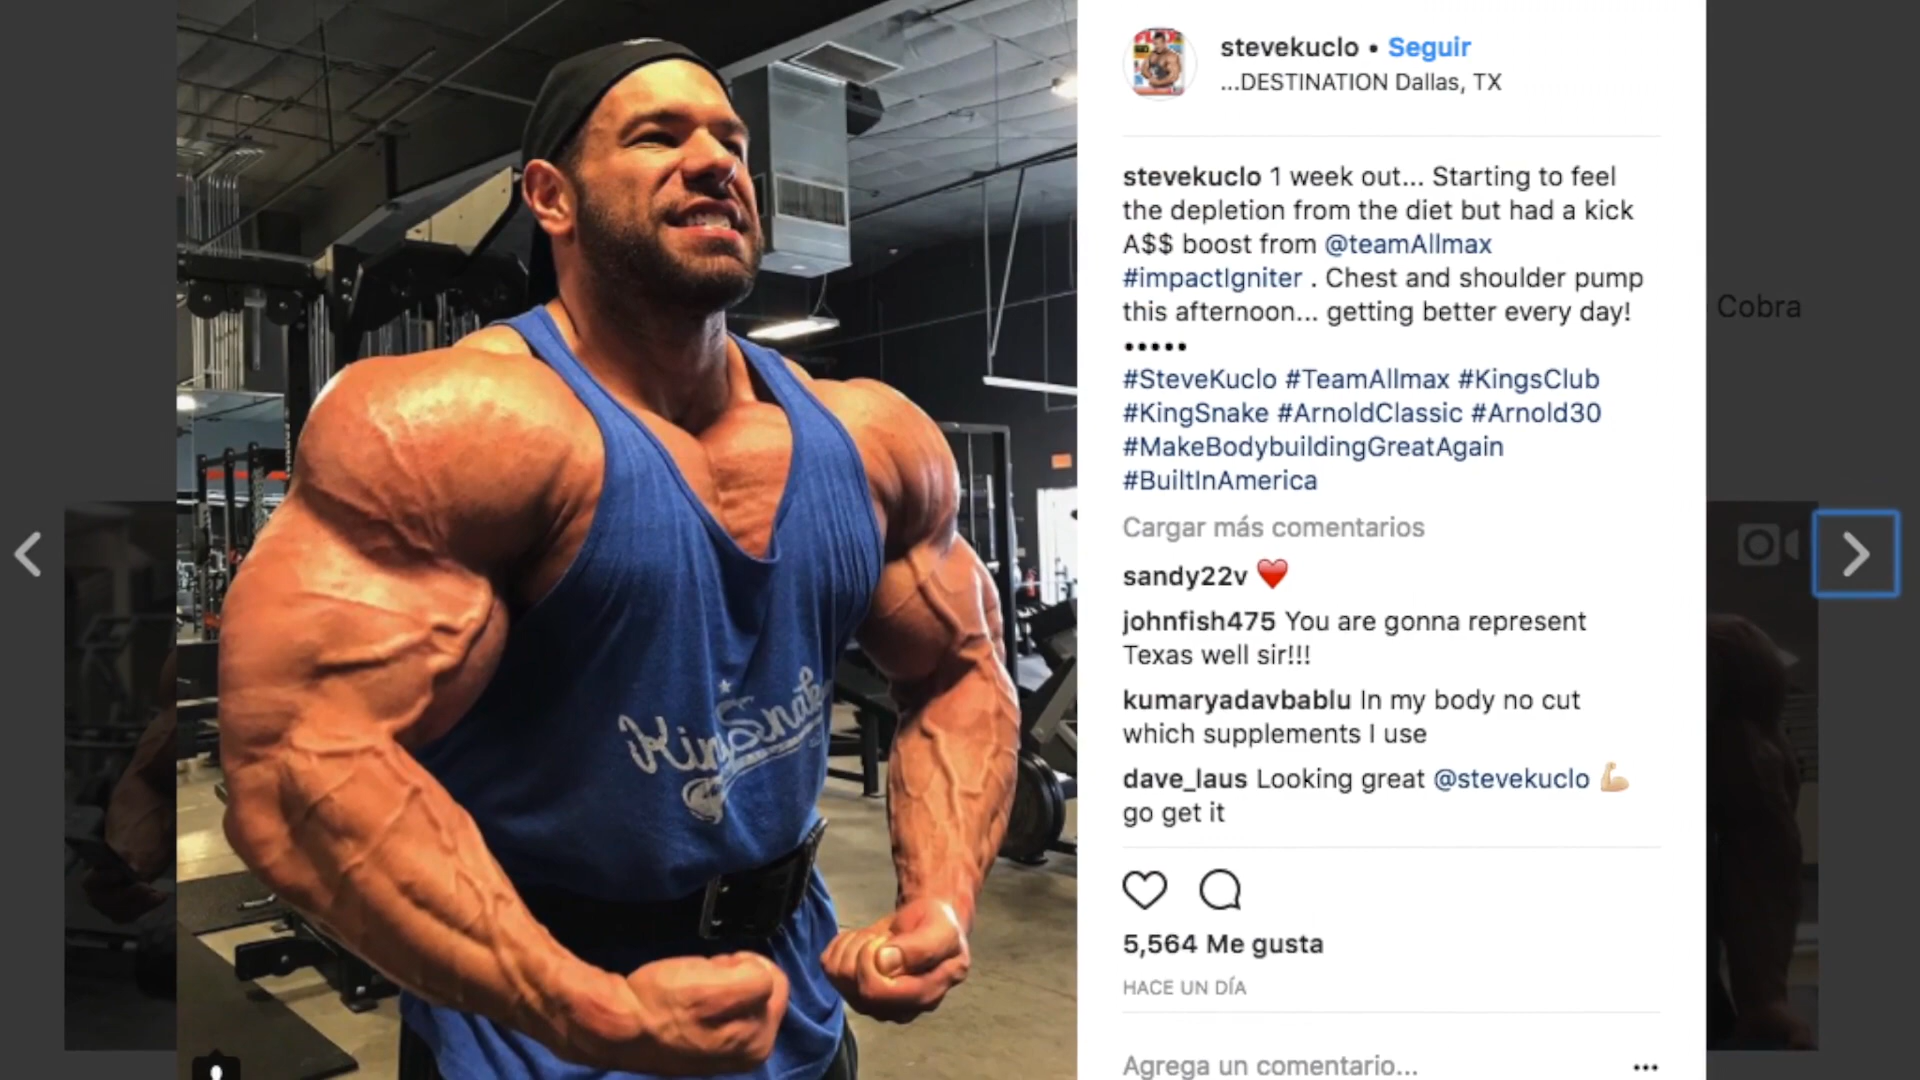 stevekuclo • Seguir
...DESTINATION Dallas, TX
stevekuclo 1 week out... Starting to feel
the depletion from the diet but had a kick
A$$ boost from @teamAllmax
#impactIgniter . Chest and shoulder pump
this afternoon... getting better every day!
•••••
#SteveKuclo #TeamAllmax #KingsClub
#KingSnake #ArnoldClassic #Arnold30
#MakeBodybuildingGreatAgain
#BuiltInAmerica
Cargar más comentarios
sandy22v ❤️
johnfish475 You are gonna represent
Texas well sir!!!
kumaryadavbablu In my body no cut
which supplements I use
dave_laus Looking great @stevekuclo 💪🏼
go get it
5,564 Me gusta
HACE UN DÍA
Agrega un comentario...
Cobra
KingSnake